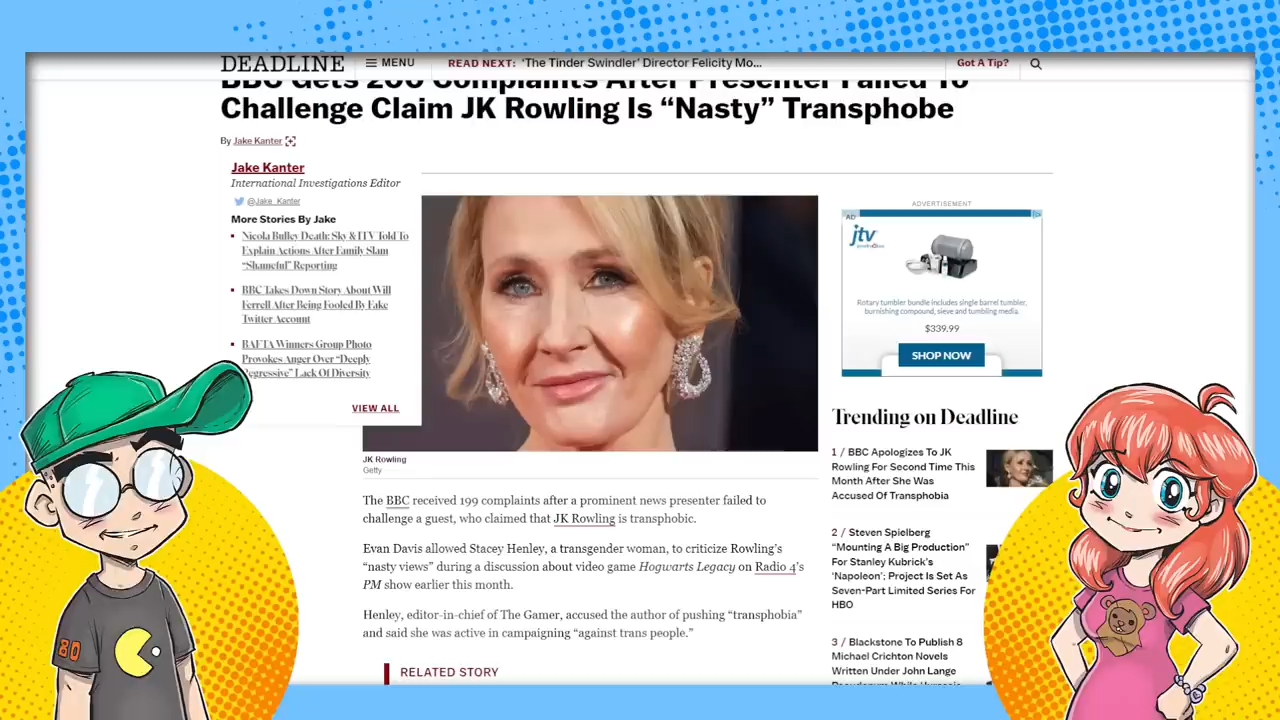 DEADLINE
MENU
READ NEXT: ‘The Tinder Swindler’ Director Felicity Mo...
Got A Tip?
BBC Gets 200 Complaints After Presenter Failed To
Challenge Claim JK Rowling Is “Nasty” Transphobe
By Jake Kanter
Jake Kanter
International Investigations Editor
@Jake_Kanter
More Stories By Jake
Nicola Bulley Death: Sky & ITV Told To
Explain Actions After Family Slam
“Shameful” Reporting
BBC Takes Down Story About Will
Ferrell After Being Fooled By Fake
Twitter Account
BAFTA Winners Group Photo
Provokes Anger Over “Deeply
Regressive” Lack Of Diversity
VIEW ALL
JK Rowling
Getty
The BBC received 199 complaints after a prominent news presenter failed to
challenge a guest, who claimed that JK Rowling is transphobic.
Evan Davis allowed Stacey Henley, a transgender woman, to criticize Rowling’s
“nasty views” during a discussion about video game Hogwarts Legacy on Radio 4’s
PM show earlier this month.
Henley, editor-in-chief of The Gamer, accused the author of pushing “transphobia”
and said she was active in campaigning “against trans people.”
RELATED STORY
ADVERTISEMENT
AD
jtv
Rotary tumbler bundle includes single barrel tumbler,
burnishing compound, sieve and tumbling media.
$339.99
SHOP NOW
Trending on Deadline
1 / BBC Apologizes To JK
Rowling For Second Time This
Month After She Was
Accused Of Transphobia
2 / Steven Spielberg
“Mounting A Big Production”
For Stanley Kubrick’s
‘Napoleon’; Project Is Set As
Seven-Part Limited Series For
HBO
3 / Blackstone To Publish 8
Michael Crichton Novels
Written Under John Lange
80